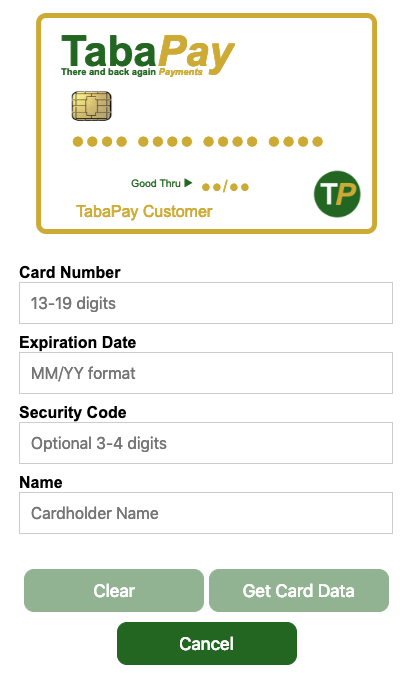 TabaPay
There and back again Payments
●●●● ●●●● ●●●● ●●●●
Good Thru ▶ ●●/●●
TabaPay Customer
TP
Card Number
13-19 digits
Expiration Date
MM/YY format
Security Code
Optional 3-4 digits
Name
Cardholder Name
Clear Get Card Data
Cancel